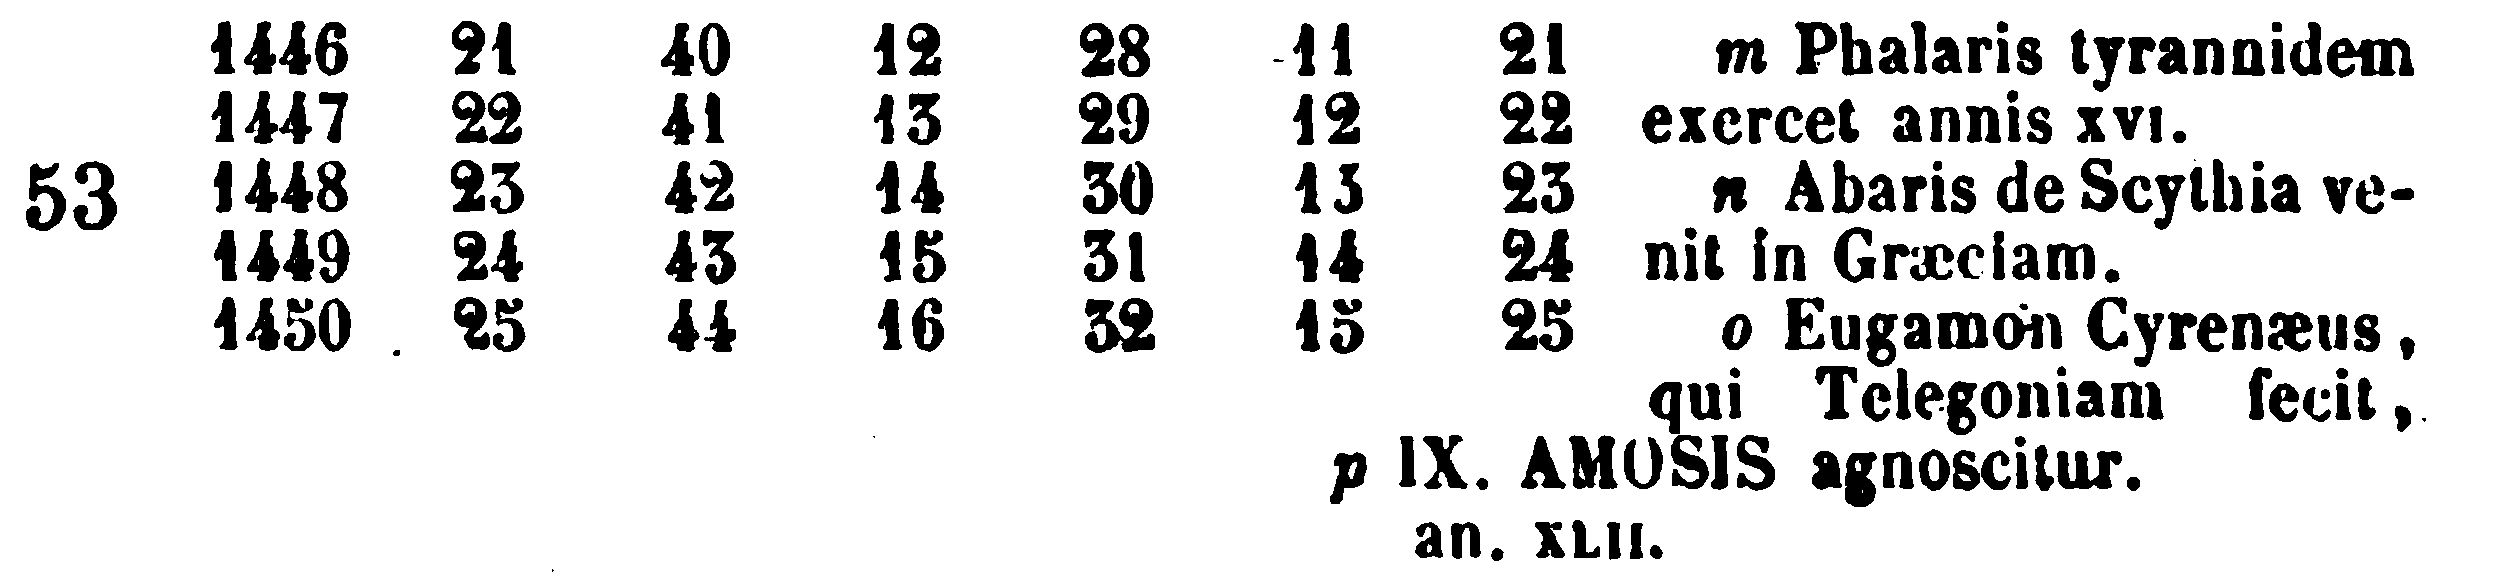 1446 21 40 12 28 11 21 m Phalaris tyrannidem
1447 22 41 13 29 12 22 exercet annis XVI.
53 1448 23 42 14 30 13 23 n Abaris de Scythia ve-
1449 24 43 15 31 14 24 nit in Græciam.
1450 25 44 16 32 15 25 o Eugamon Cyrenæus,
qui Telegoniam fecit,
p IX. AMOSIS agnoscitur.
an. XLII.